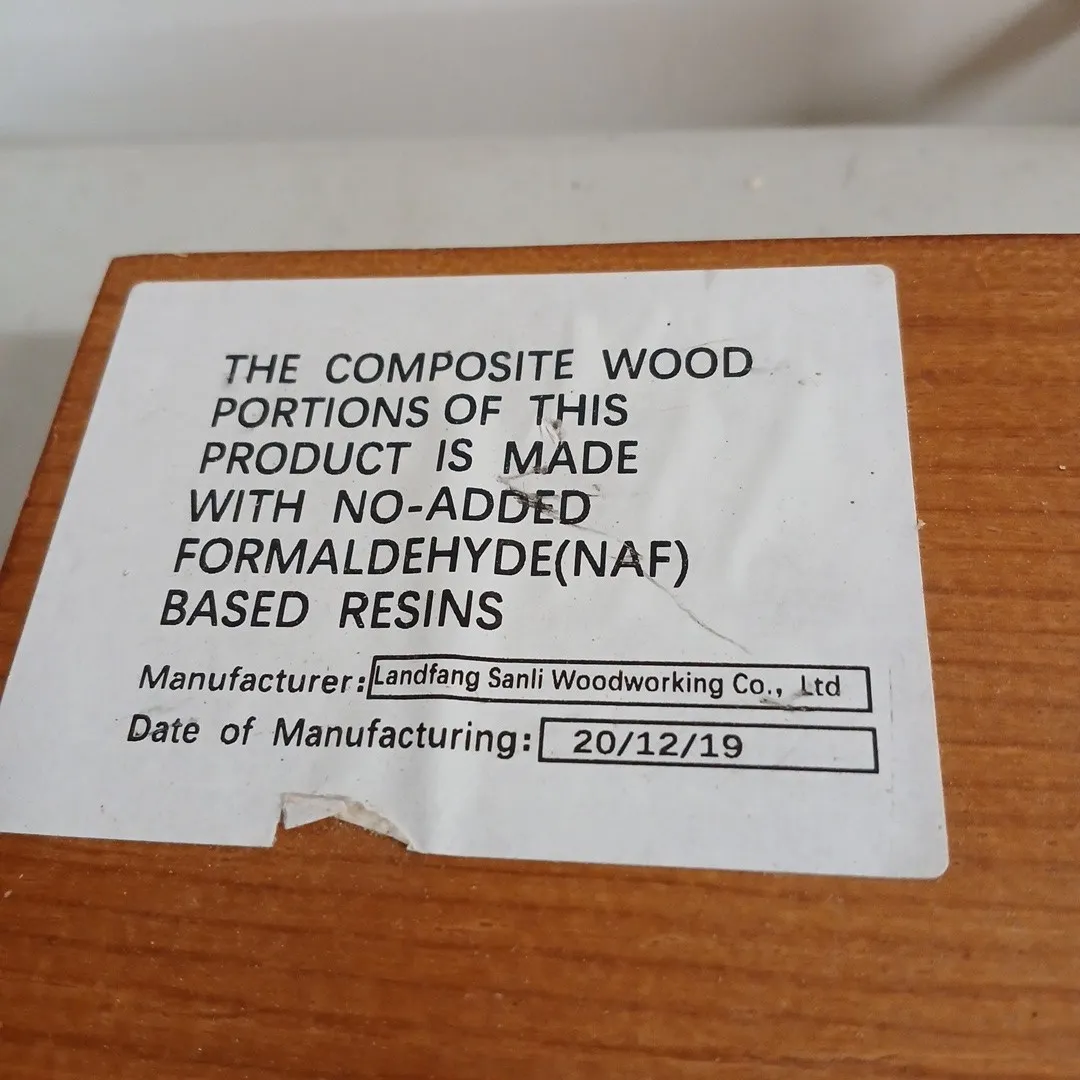 THE COMPOSITE WOOD
PORTIONS OF THIS
PRODUCT IS MADE
WITH NO-ADDED
FORMALDEHYDE(NAF)
BASED RESINS
Manufacturer: Landfang Sanli Woodworking Co., Ltd
Date of Manufacturing: 20/12/19